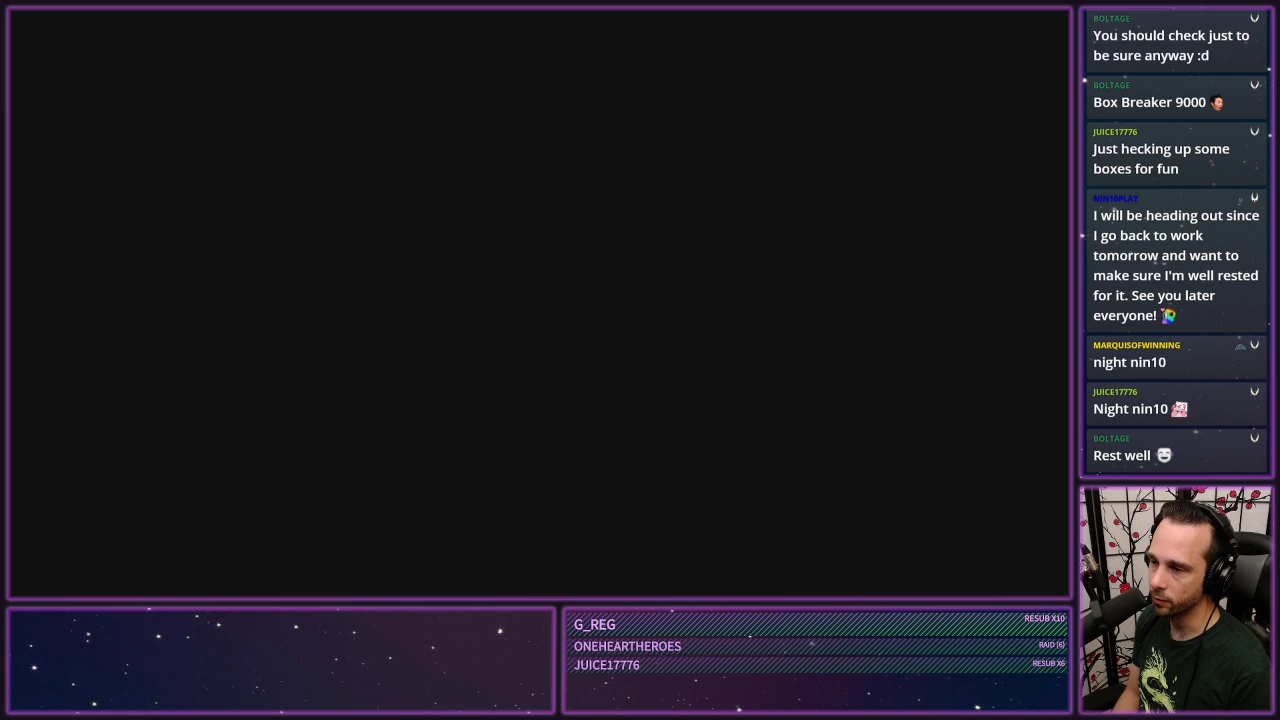 BOLTAGE
You should check just to
be sure anyway :d
BOLTAGE
Box Breaker 9000
JUICE17776
Just hecking up some
boxes for fun
NIN10PLAY
I will be heading out since
I go back to work
tomorrow and want to
make sure I'm well rested
for it. See you later
everyone!
MARQUISOFWINNING
night nin10
JUICE17776
Night nin10
BOLTAGE
Rest well
G_REG RESUB X10
ONEHEARTHEROES RAID (6)
JUICE17776 RESUB X6